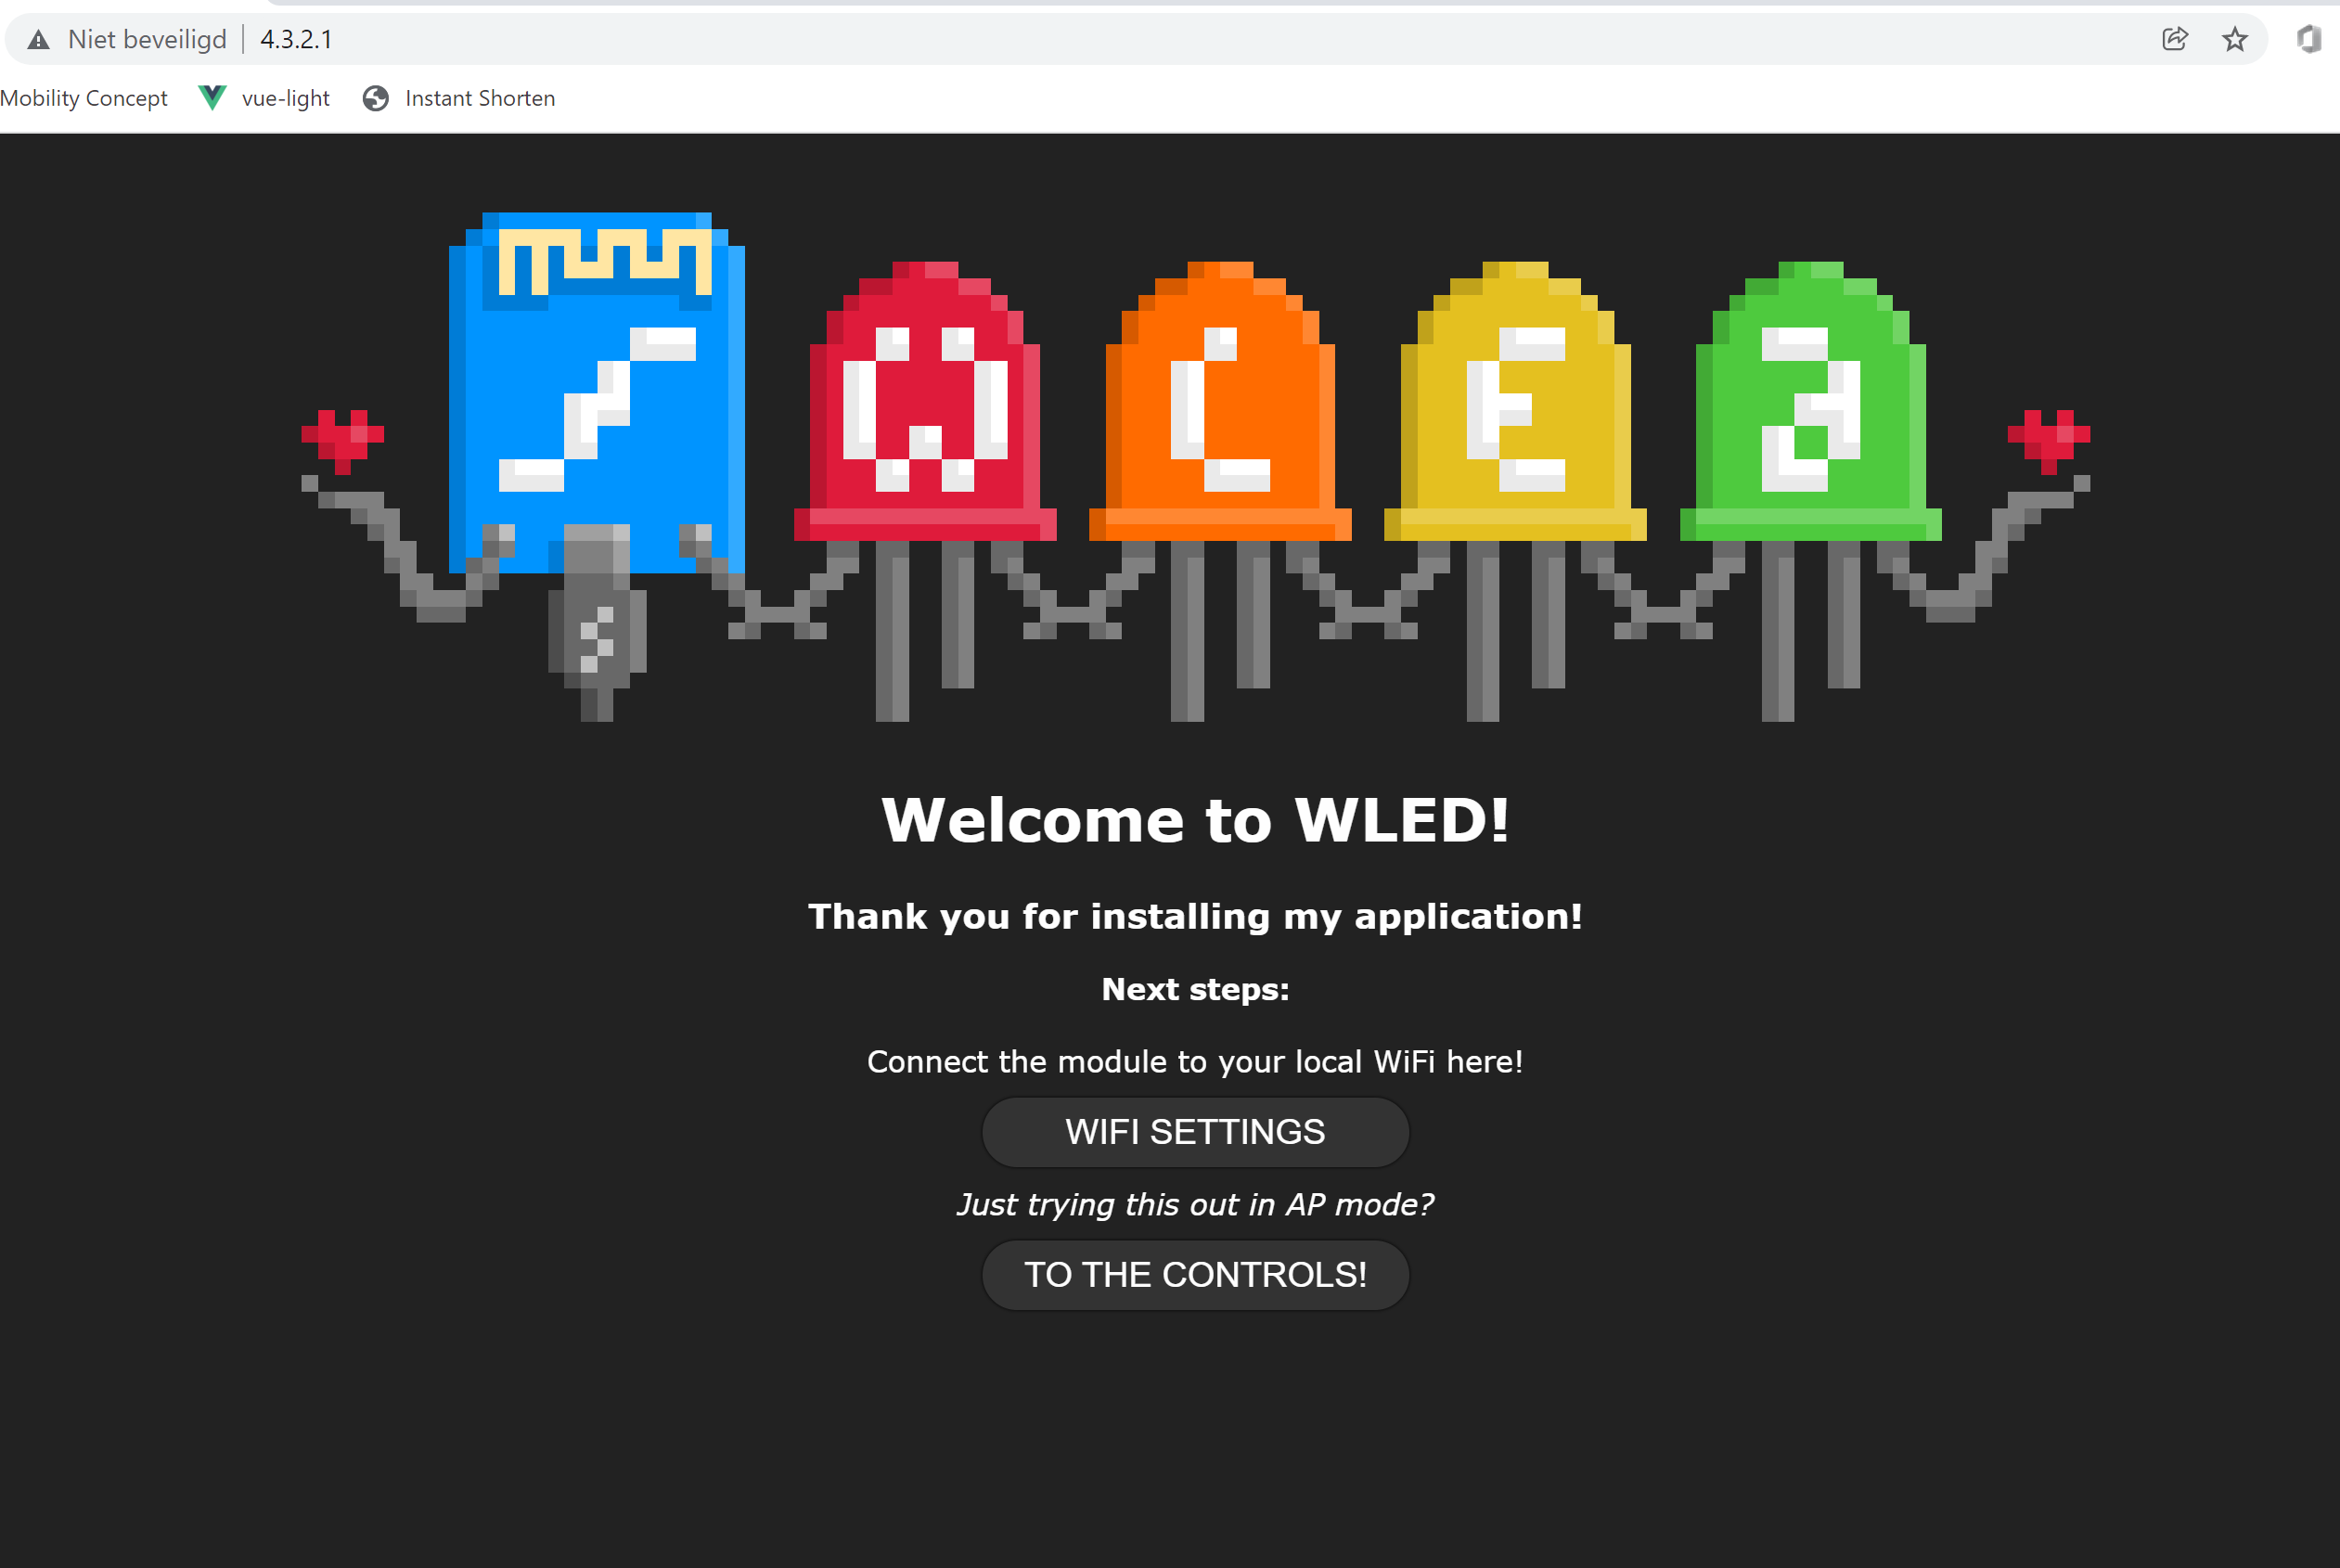 Niet beveiligd 4.3.2.1
Mobility Concept vue-light Instant Shorten
WLED
Welcome to WLED!
Thank you for installing my application!
Next steps:
Connect the module to your local WiFi here!
WIFI SETTINGS
Just trying this out in AP mode?
TO THE CONTROLS!